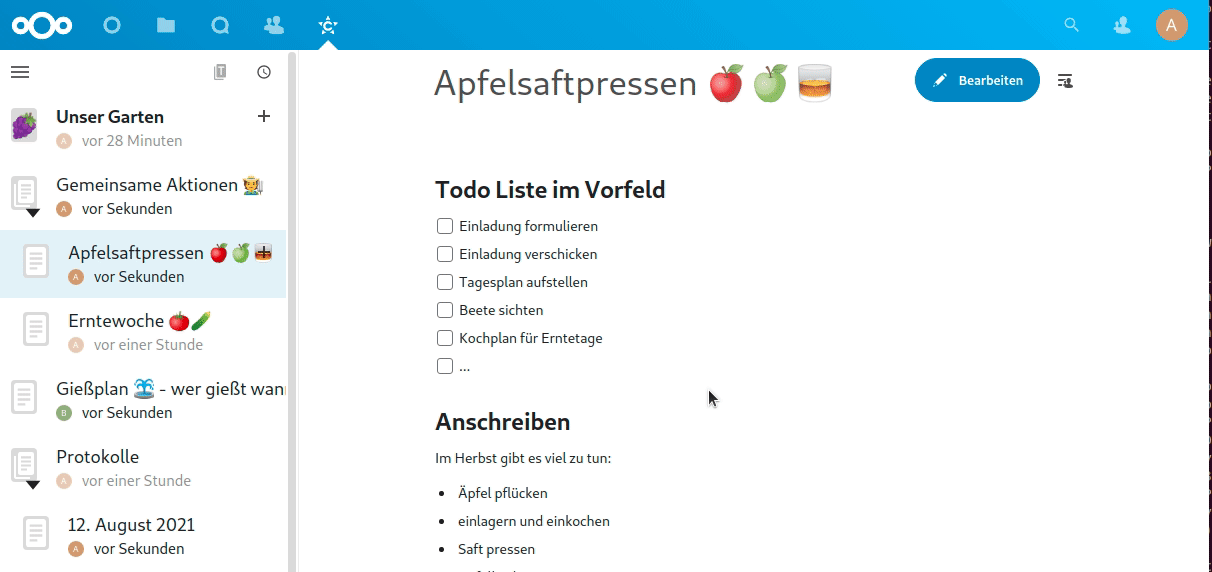 A
Unser Garten
A vor 28 Minuten
Gemeinsame Aktionen 🧑‍🌾
A vor Sekunden
Apfelsaftpressen 🍎🍏🥃
A vor Sekunden
Erntewoche 🍅🥒
A vor einer Stunde
Gießplan ⛲ - wer gießt wan
B vor Sekunden
Protokolle
A vor einer Stunde
12. August 2021
A vor Sekunden
Apfelsaftpressen 🍎🍏🥃
Bearbeiten
Todo Liste im Vorfeld
Einladung formulieren
Einladung verschicken
Tagesplan aufstellen
Beete sichten
Kochplan für Erntetage
...
Anschreiben
Im Herbst gibt es viel zu tun:
• Äpfel pflücken
• einlagern und einkochen
• Saft pressen